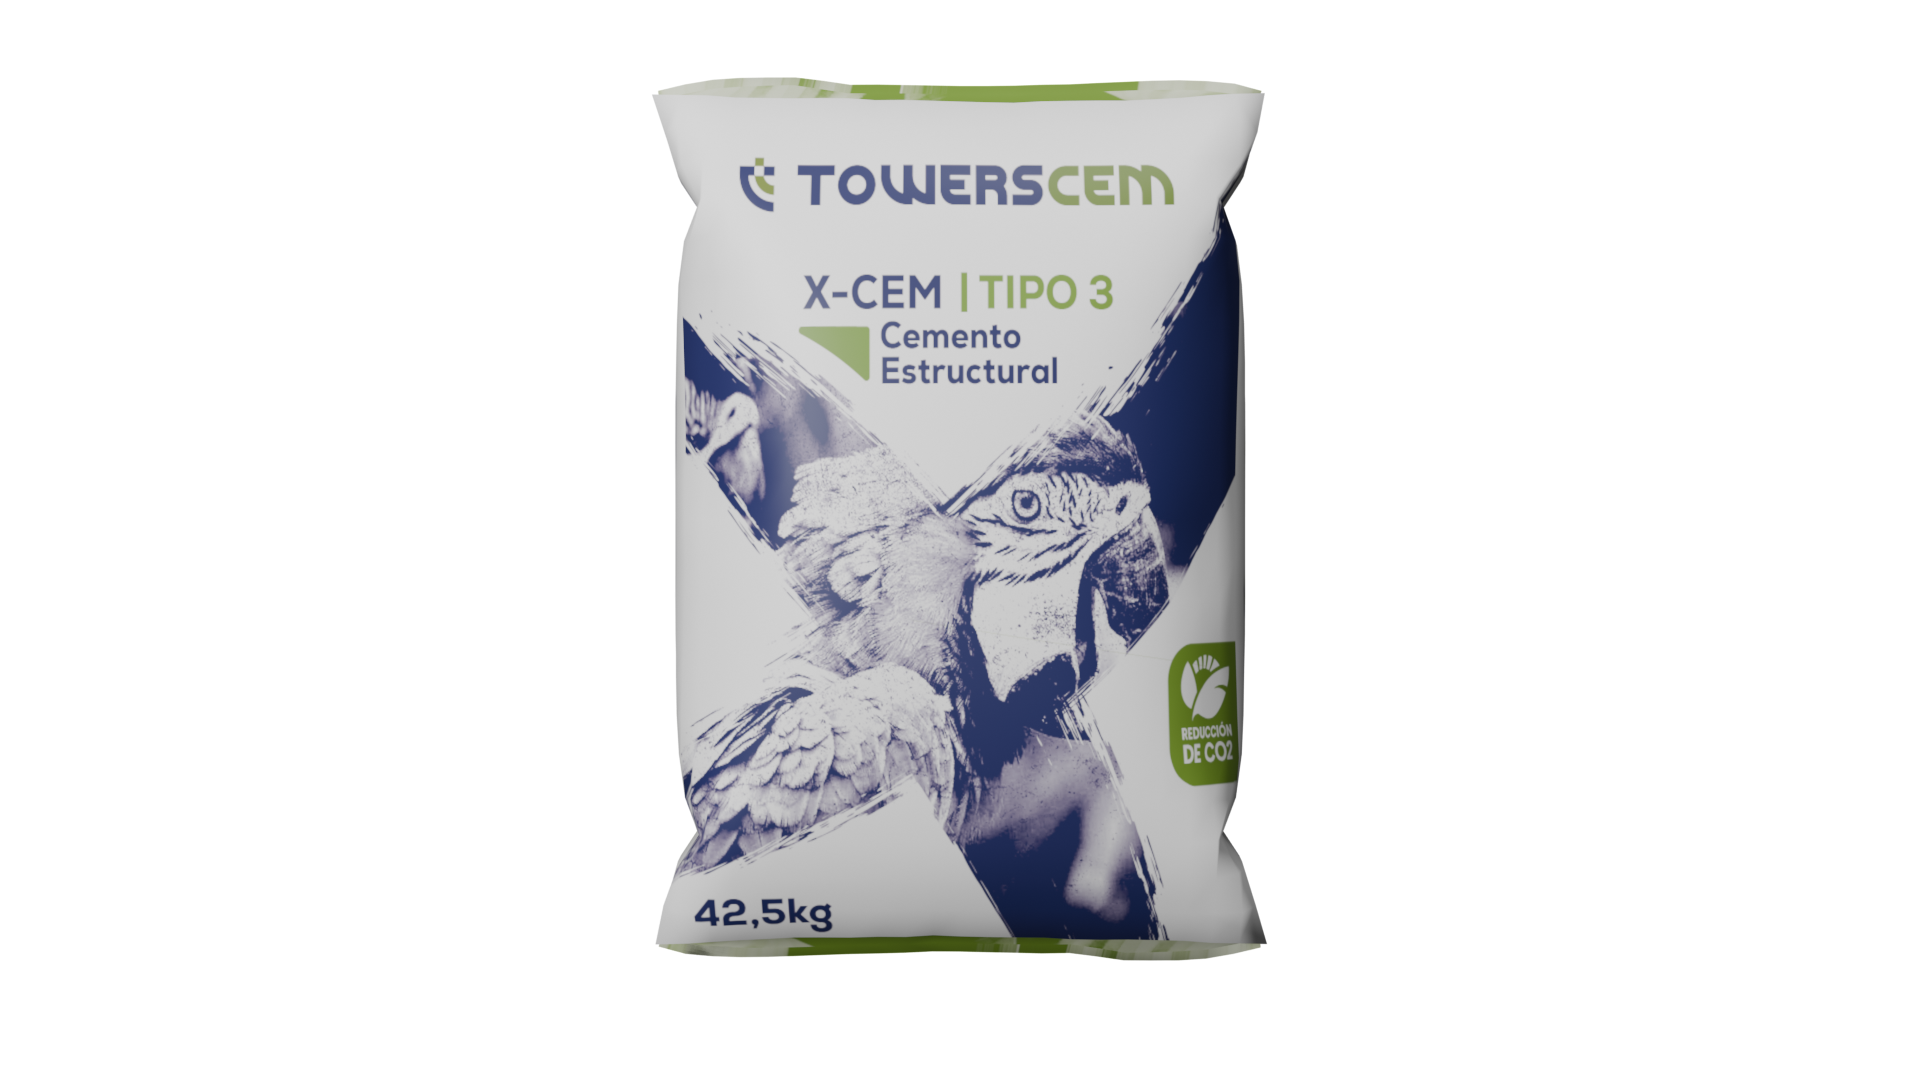 TOWERSCEM
X-CEM | TIPO 3
Cemento
Estructural
REDUCCIÓN
DE CO2
42,5kg